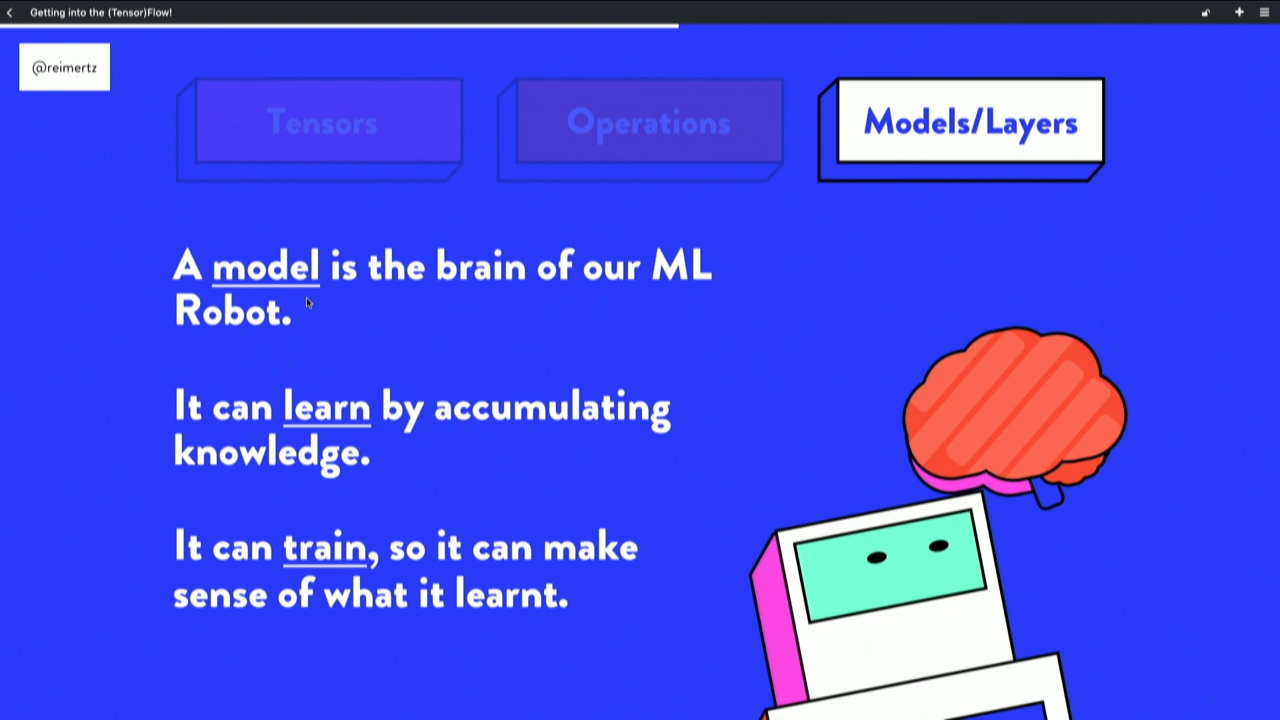 Getting into the (Tensor)Flow!
@reimertz
Tensors
Operations
Models/Layers
A model is the brain of our ML
Robot.
It can learn by accumulating
knowledge.
It can train, so it can make
sense of what it learnt.